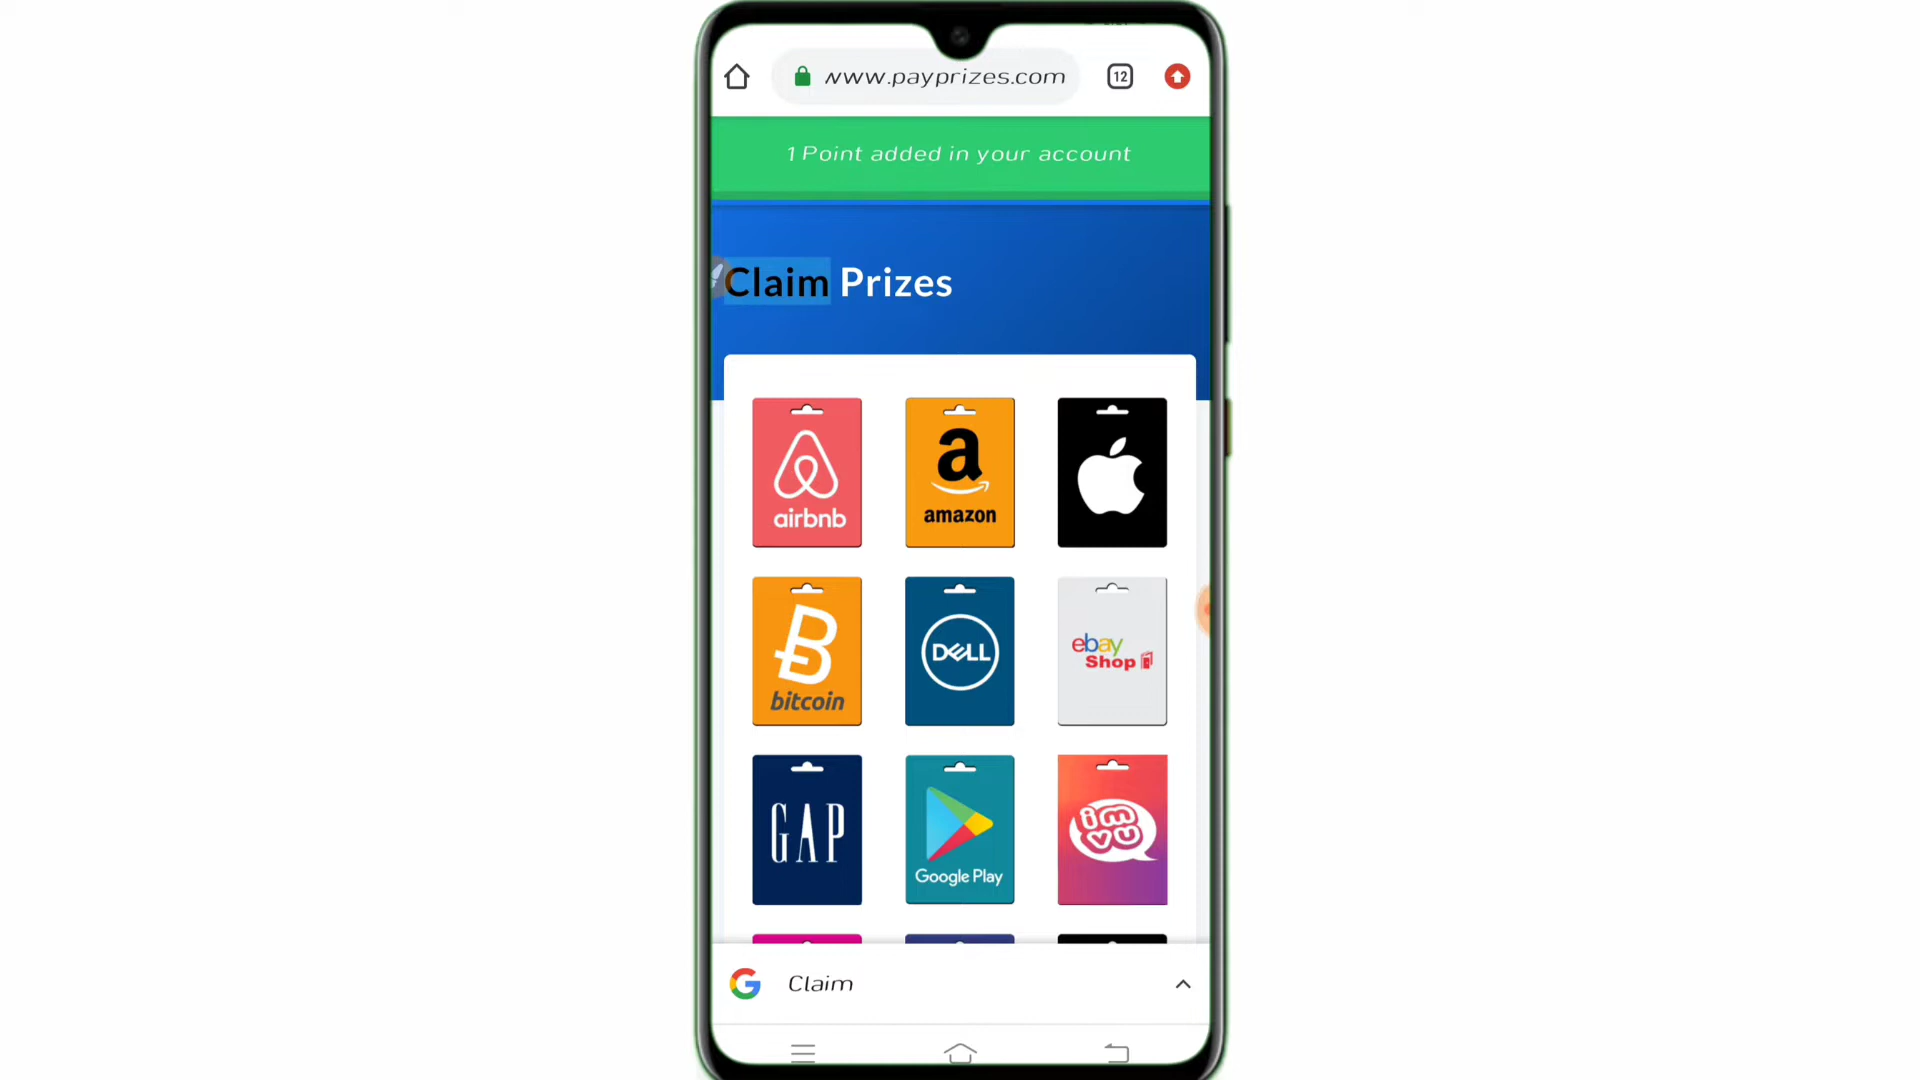 www.payprizes.com
12
1 Point added in your account
Claim Prizes
airbnb
a
amazon
bitcoin
DELL
ebay
Shop
GAP
Google Play
imvu
G
Claim